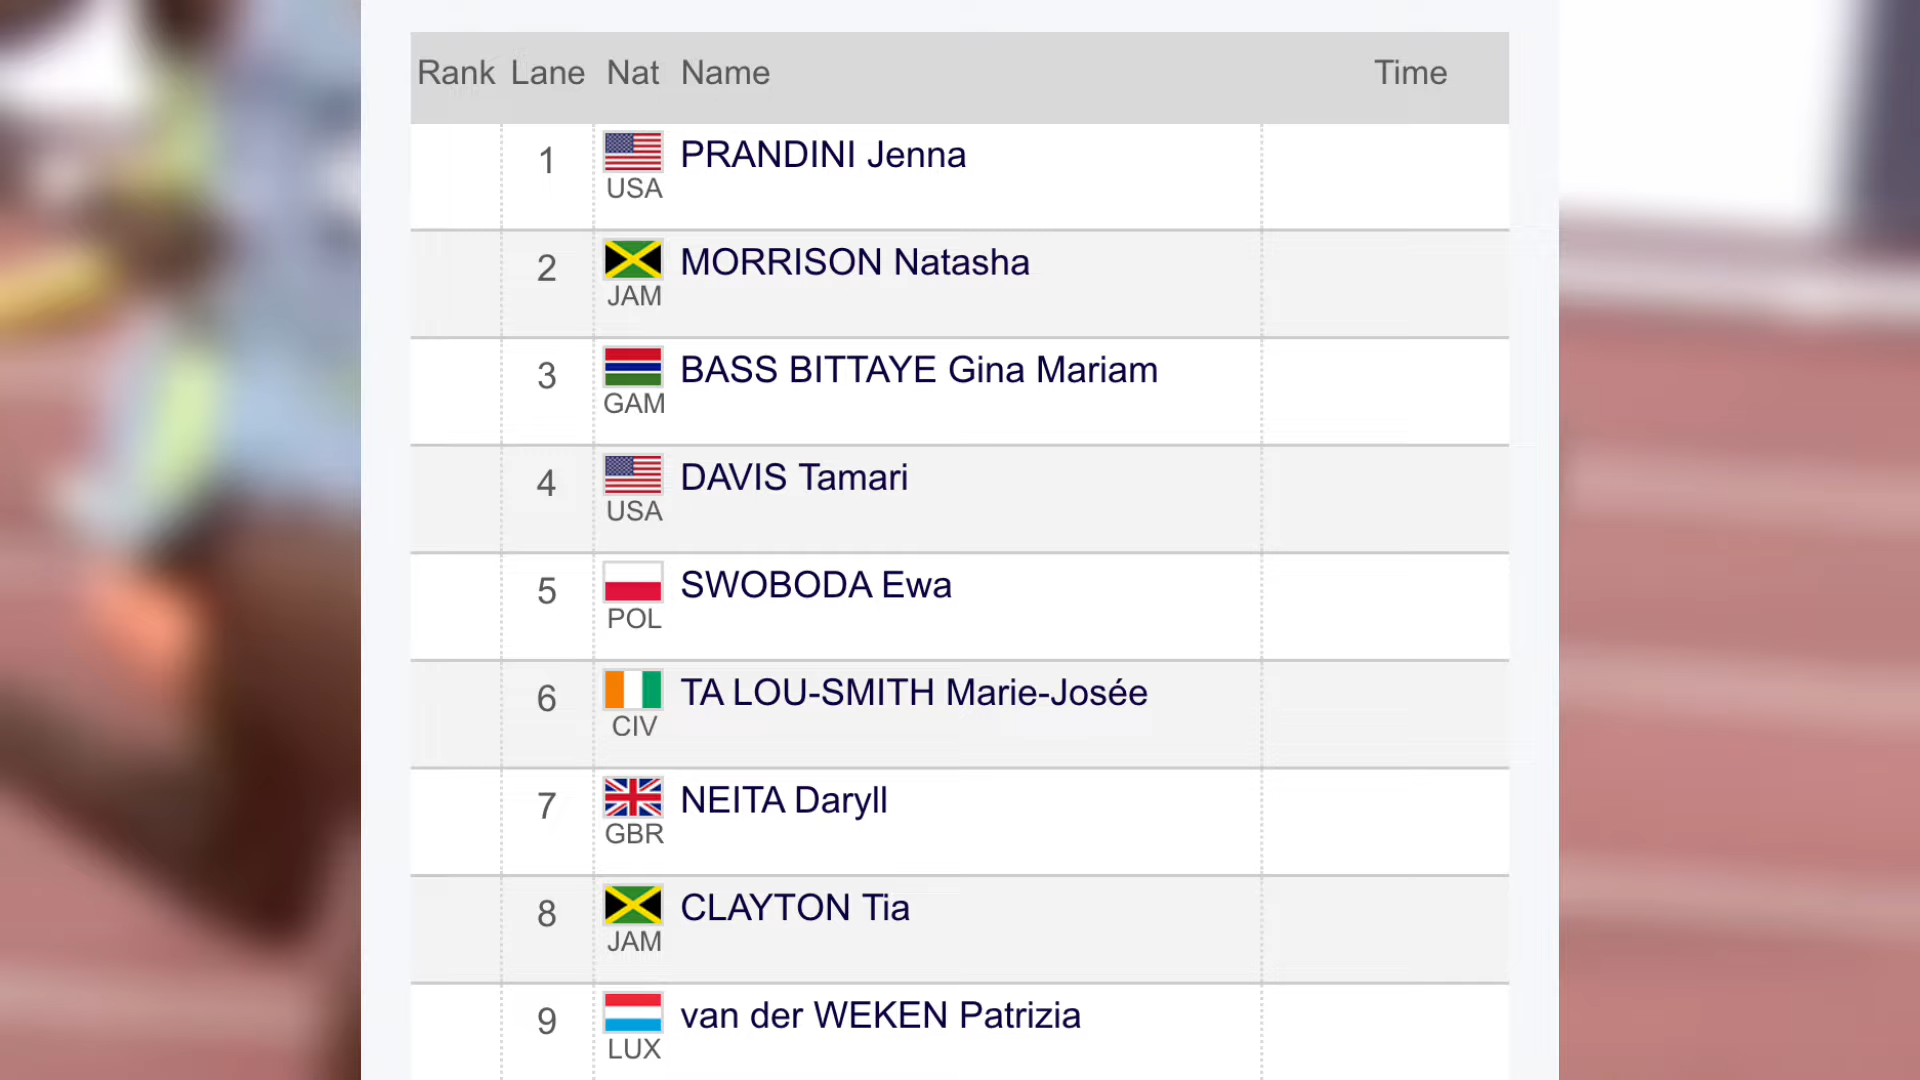 Rank Lane Nat Name Time
1 USA PRANDINI Jenna
2 JAM MORRISON Natasha
3 GAM BASS BITTAYE Gina Mariam
4 USA DAVIS Tamari
5 POL SWOBODA Ewa
6 CIV TA LOU-SMITH Marie-Josée
7 GBR NEITA Daryll
8 JAM CLAYTON Tia
9 LUX van der WEKEN Patrizia